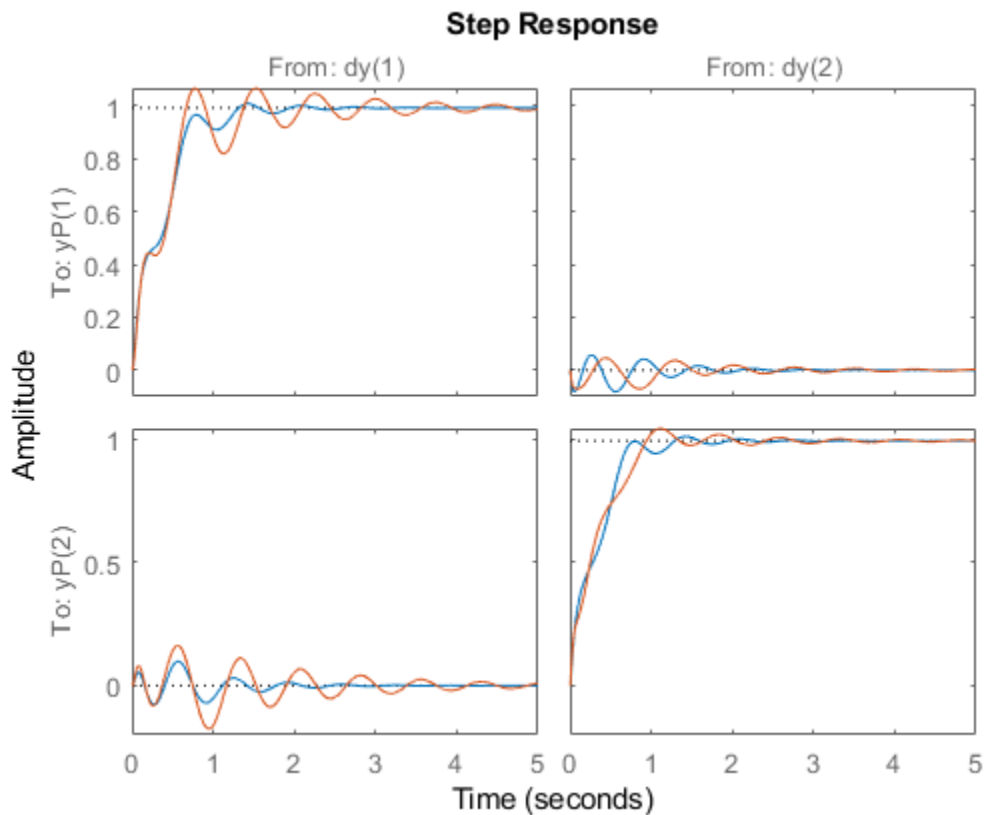 Step Response
From: dy(1)
From: dy(2)
Amplitude
To: yP(1)
1
0.8
0.6
0.4
0.2
0
To: yP(2)
1
0.5
0
0 1 2 3 4 5
0 1 2 3 4 5
Time (seconds)